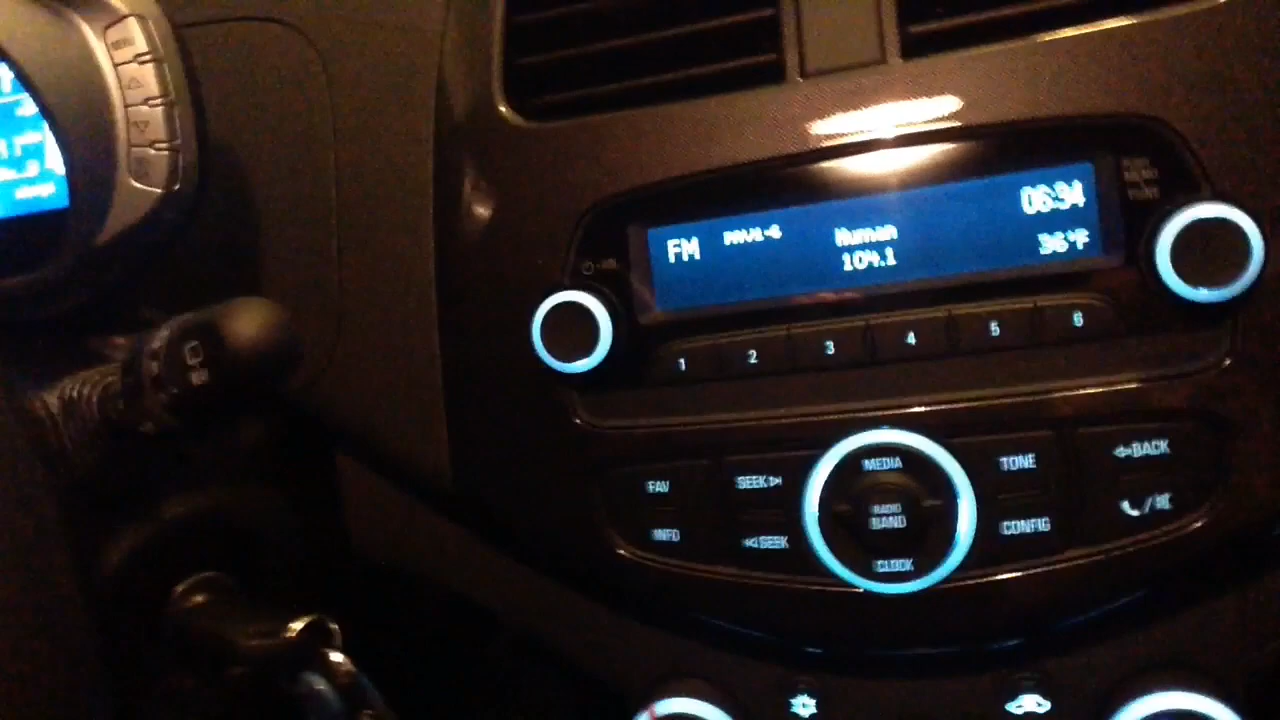 MENU
06:34
FM
Human
104.1
36°F
1 2 3 4 5 6
FAV
SEEK
MEDIA
TONE
BACK
INFO
SEEK
RADIO
BAND
CONFIG
CLOCK